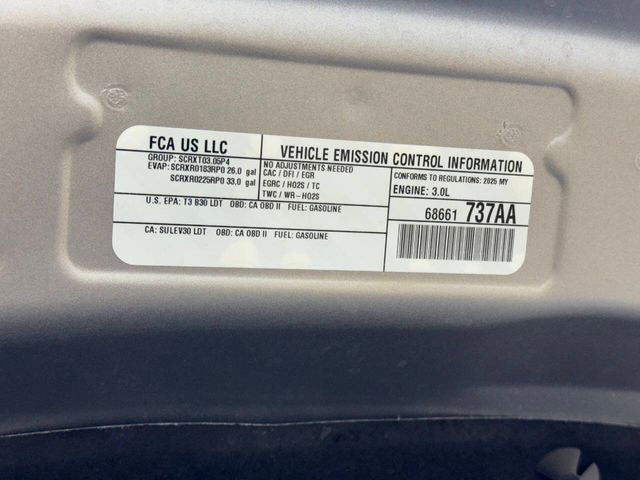 FCA US LLC
GROUP: SCRXT03.05P4
EVAP: SCRXR0183RP0 26.0 gal
SCRXR0225RP0 33.0 gal
VEHICLE EMISSION CONTROL INFORMATION
NO ADJUSTMENTS NEEDED
CAC / DFI / EGR
EGRC / HO2S / TC
TWC / WR-HO2S
CONFORMS TO REGULATIONS: 2025 MY
ENGINE: 3.0L
U.S. EPA: T3 B30 LDT OBD: CA OBD II FUEL: GASOLINE
CA: SULEV30 LDT OBD: CA OBD II FUEL: GASOLINE
68661 737AA